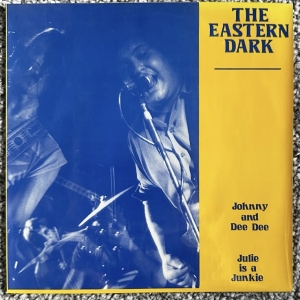 THE
EASTERN
DARK
Johnny
and
Dee Dee
Julie
is a
Junkie